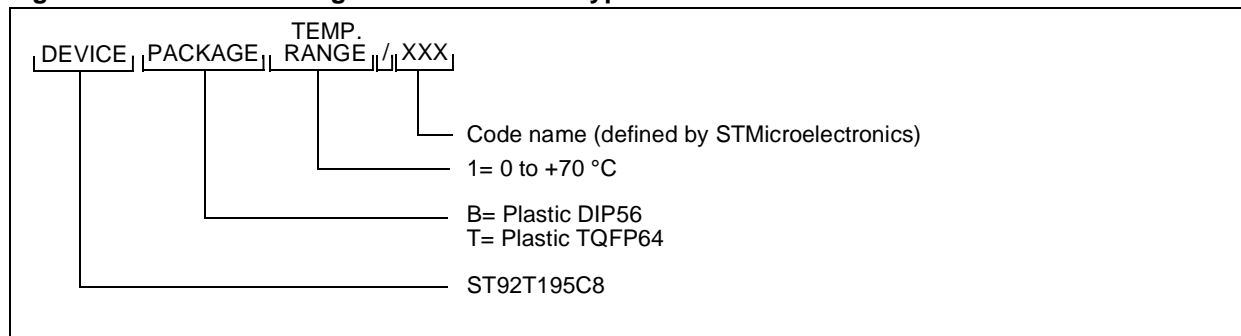 TEMP.
DEVICE PACKAGE RANGE / XXX
Code name (defined by STMicroelectronics)
1= 0 to +70 °C
B= Plastic DIP56
T= Plastic TQFP64
ST92T195C8